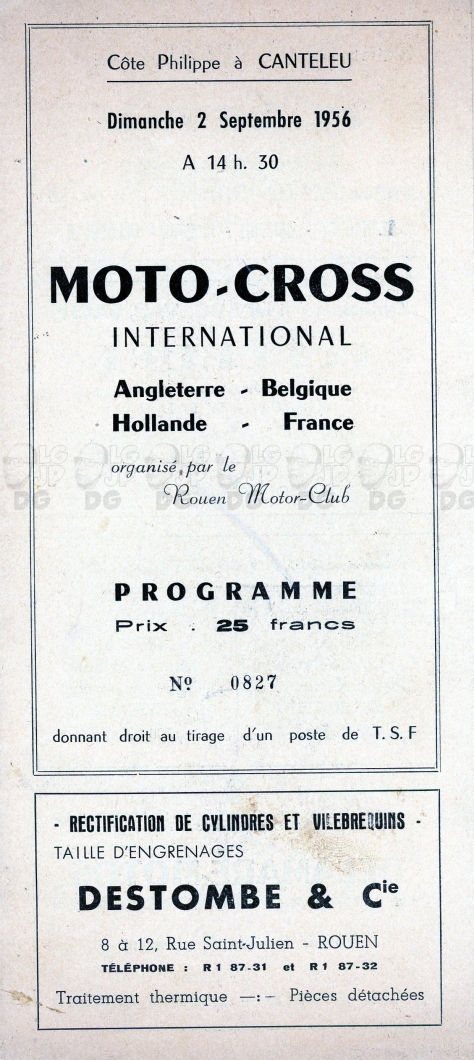 Côte Philippe à CANTELEU
Dimanche 2 Septembre 1956
A 14 h. 30
MOTO-CROSS
INTERNATIONAL
Angleterre - Belgique
Hollande - France
organisé par le
Rouen Motor-Club
PROGRAMME
Prix : 25 francs
Nº 0827
donnant droit au tirage d'un poste de T. S. F
- RECTIFICATION DE CYLINDRES ET VILEBREQUINS -
TAILLE D'ENGRENAGES
DESTOMBE & Cie
8 à 12, Rue Saint-Julien - ROUEN
TÉLÉPHONE : R 1 87-31 et R 1 87-32
Traitement thermique —:— Pièces détachées